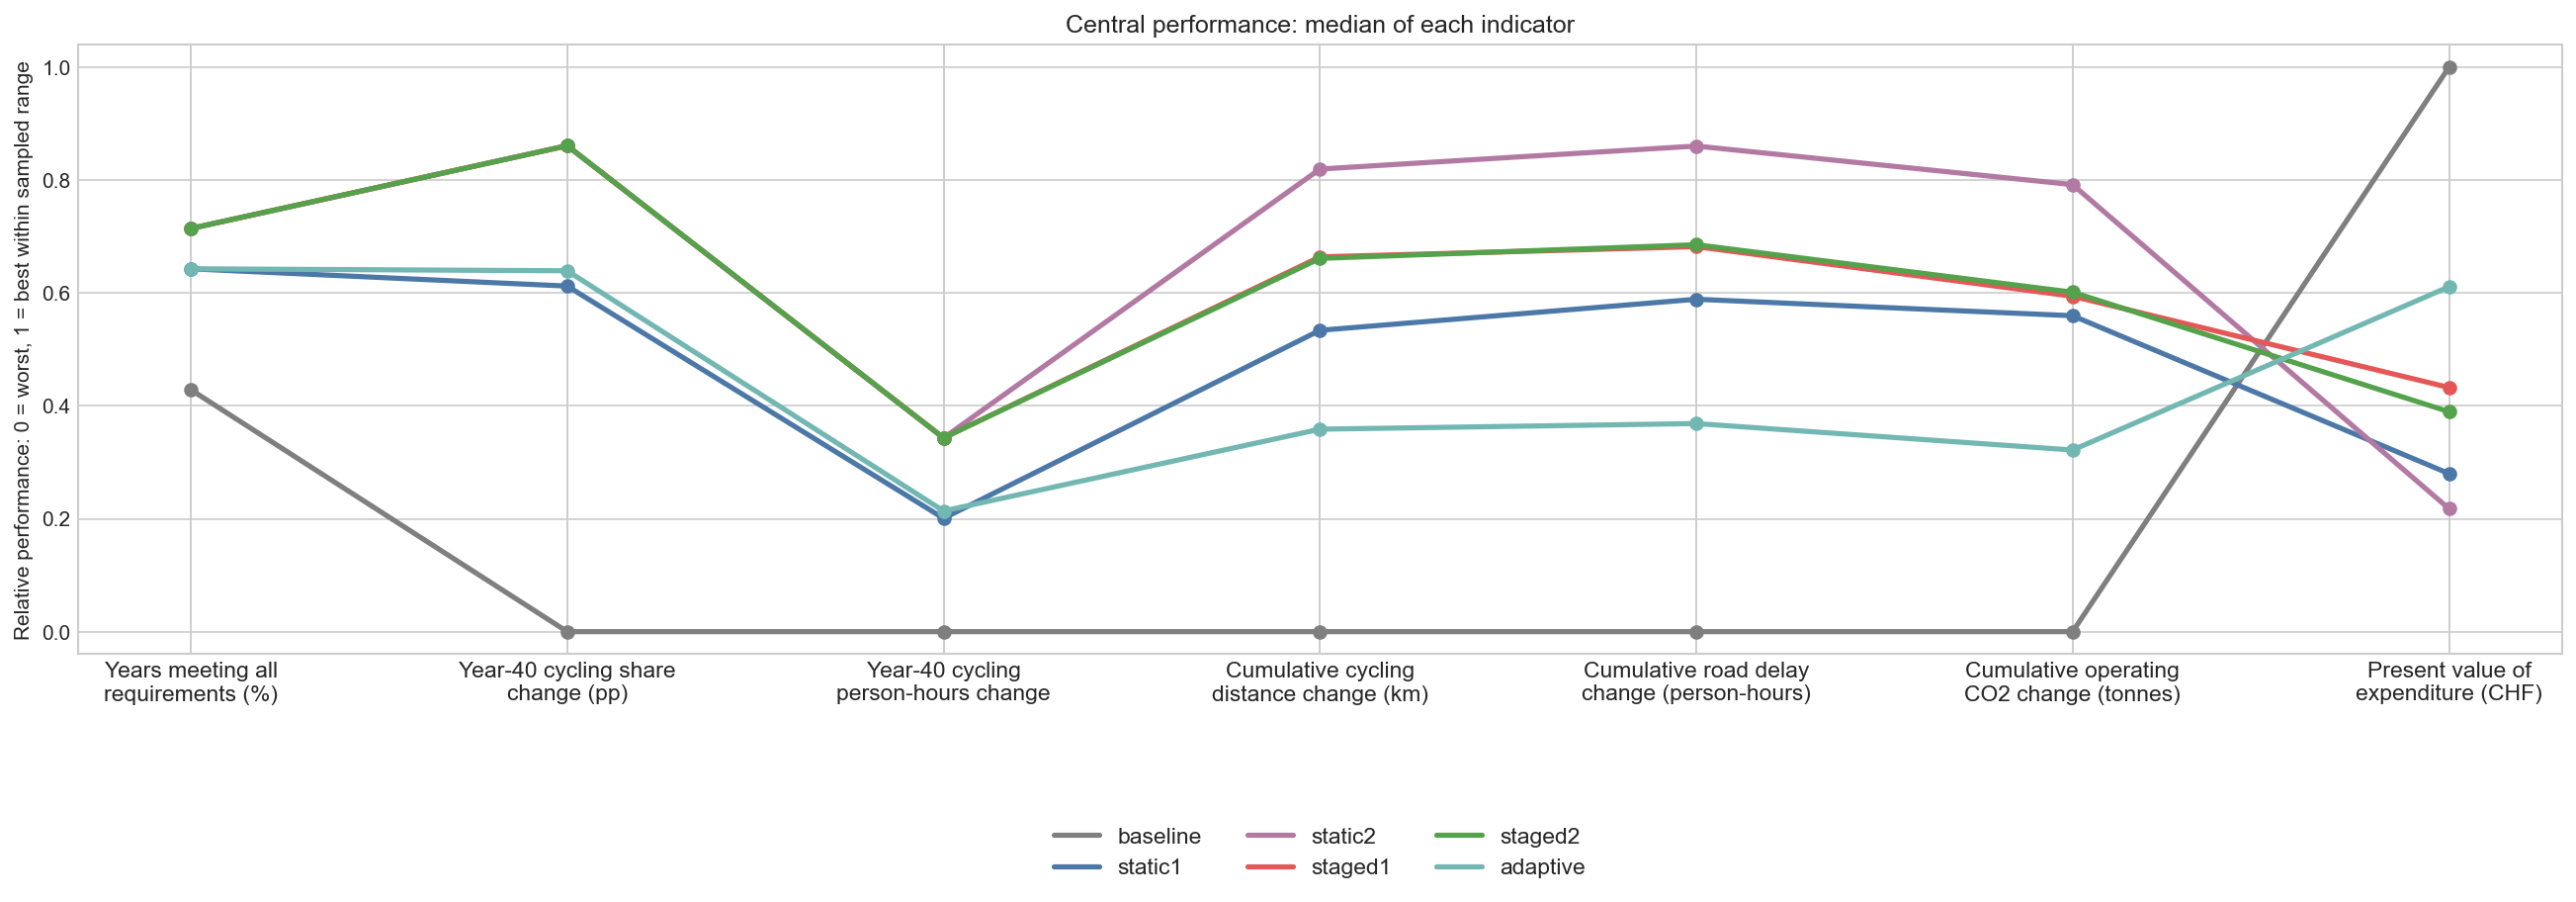 Central performance: median of each indicator
Relative performance: 0 = worst, 1 = best within sampled range
1.0
0.8
0.6
0.4
0.2
0.0
Years meeting all
requirements (%)
Year-40 cycling share
change (pp)
Year-40 cycling
person-hours change
Cumulative cycling
distance change (km)
Cumulative road delay
change (person-hours)
Cumulative operating
CO2 change (tonnes)
Present value of
expenditure (CHF)
baseline
static1
static2
staged1
staged2
adaptive